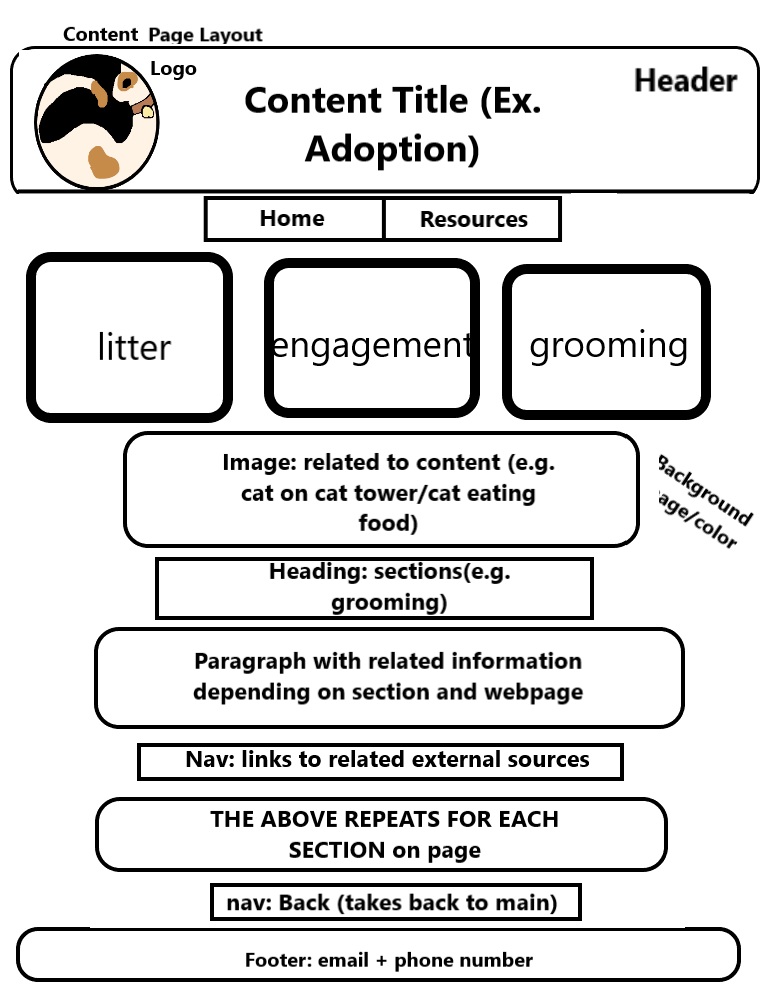 Content Page Layout
Logo
Header
Content Title (Ex.
Adoption)
Home
Resources
litter
engagement
grooming
Image: related to content (e.g.
cat on cat tower/cat eating
food)
Background
age/color
Heading: sections(e.g.
grooming)
Paragraph with related information
depending on section and webpage
Nav: links to related external sources
THE ABOVE REPEATS FOR EACH
SECTION on page
nav: Back (takes back to main)
Footer: email + phone number